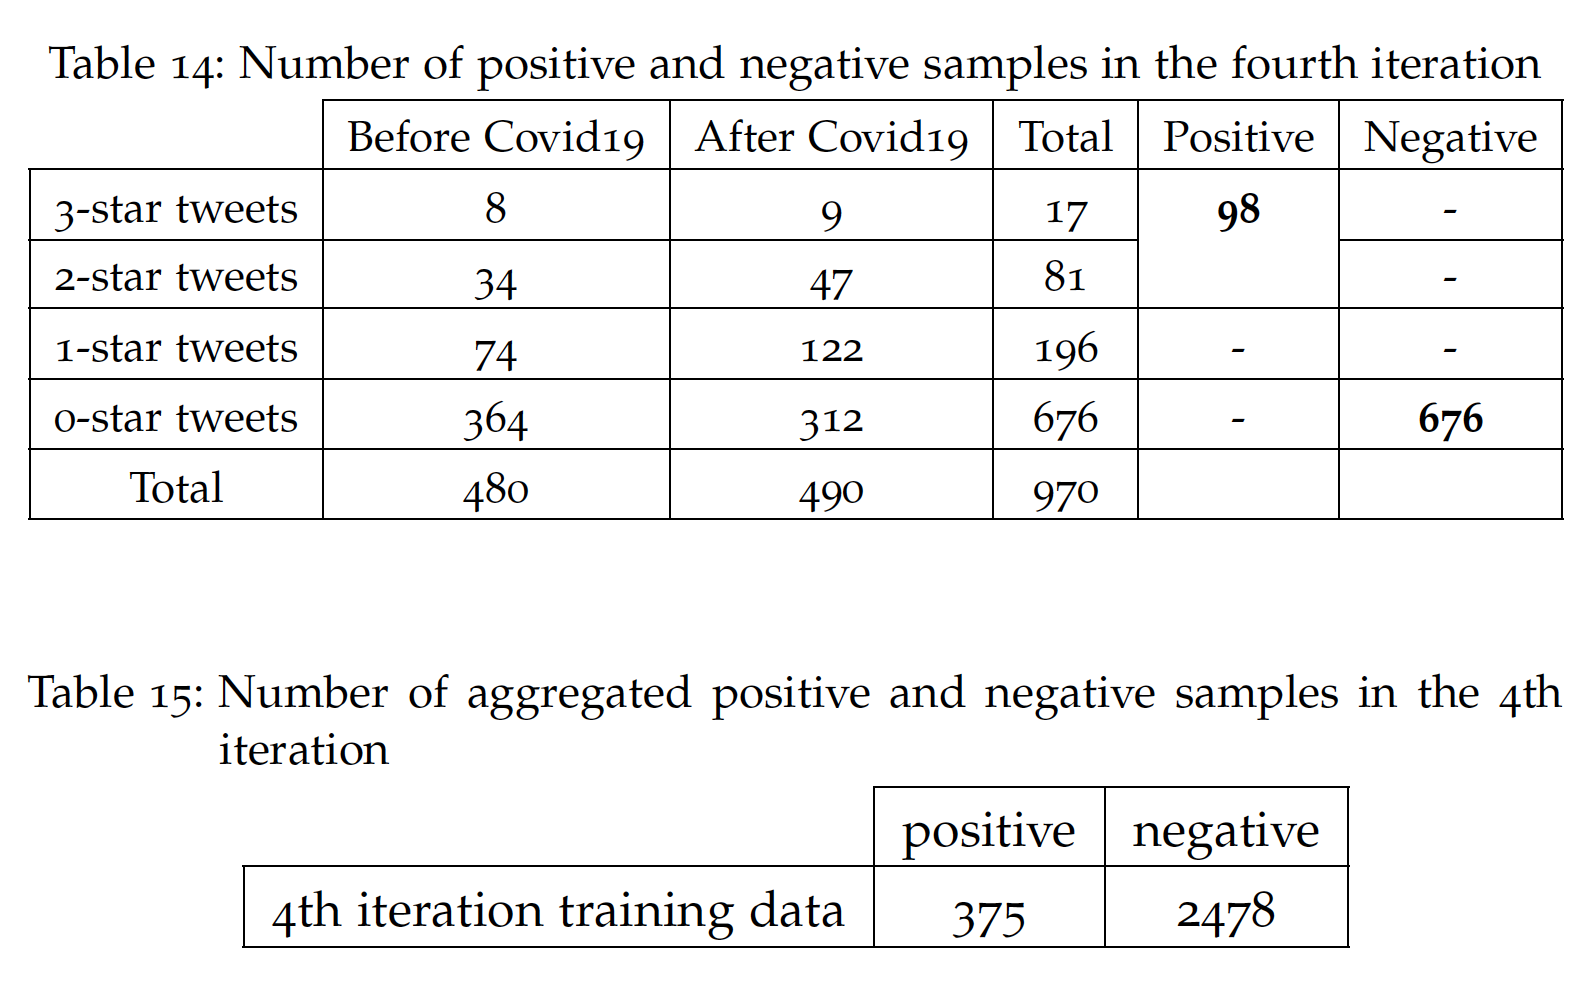 Table 14: Number of positive and negative samples in the fourth iteration
Before Covid19 After Covid19 Total Positive Negative
3-star tweets 8 9 17 98 -
2-star tweets 34 47 81 -
1-star tweets 74 122 196 - -
0-star tweets 364 312 676 - 676
Total 480 490 970
Table 15: Number of aggregated positive and negative samples in the 4th
iteration
positive negative
4th iteration training data 375 2478